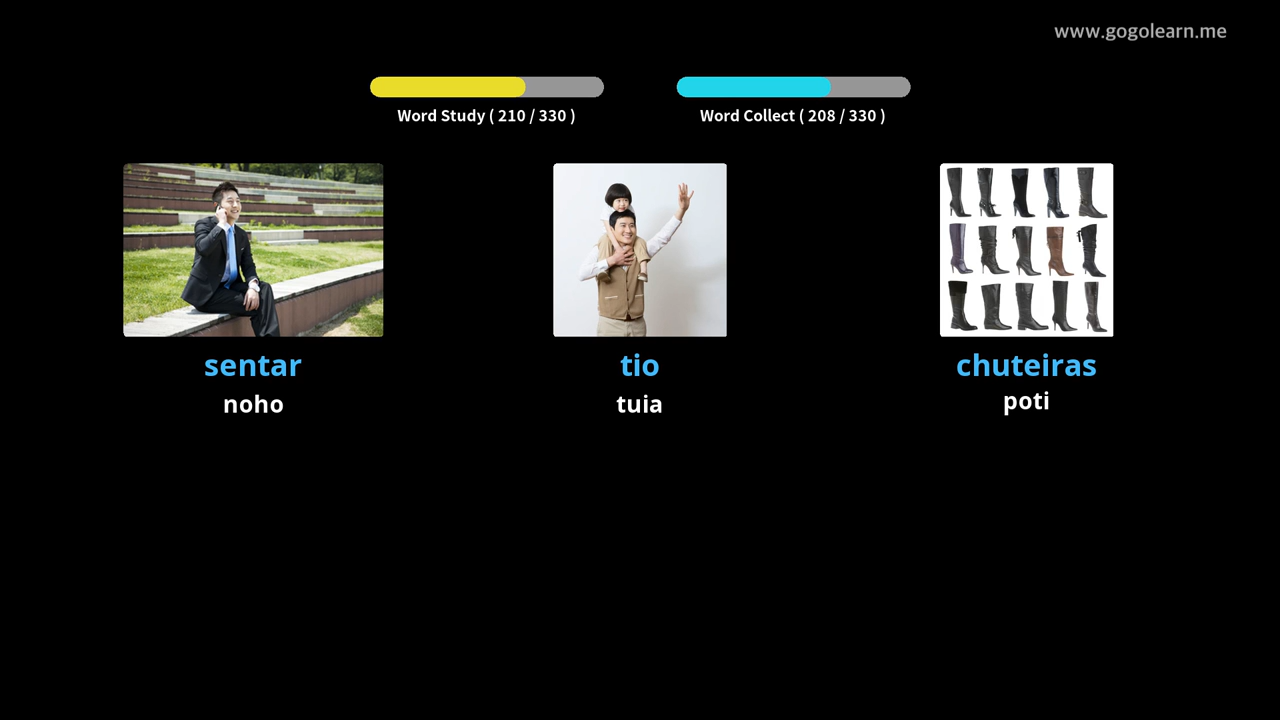 www.gogolearn.me
Word Study ( 210 / 330 )
Word Collect ( 208 / 330 )
sentar
noho
tio
tuia
chuteiras
poti